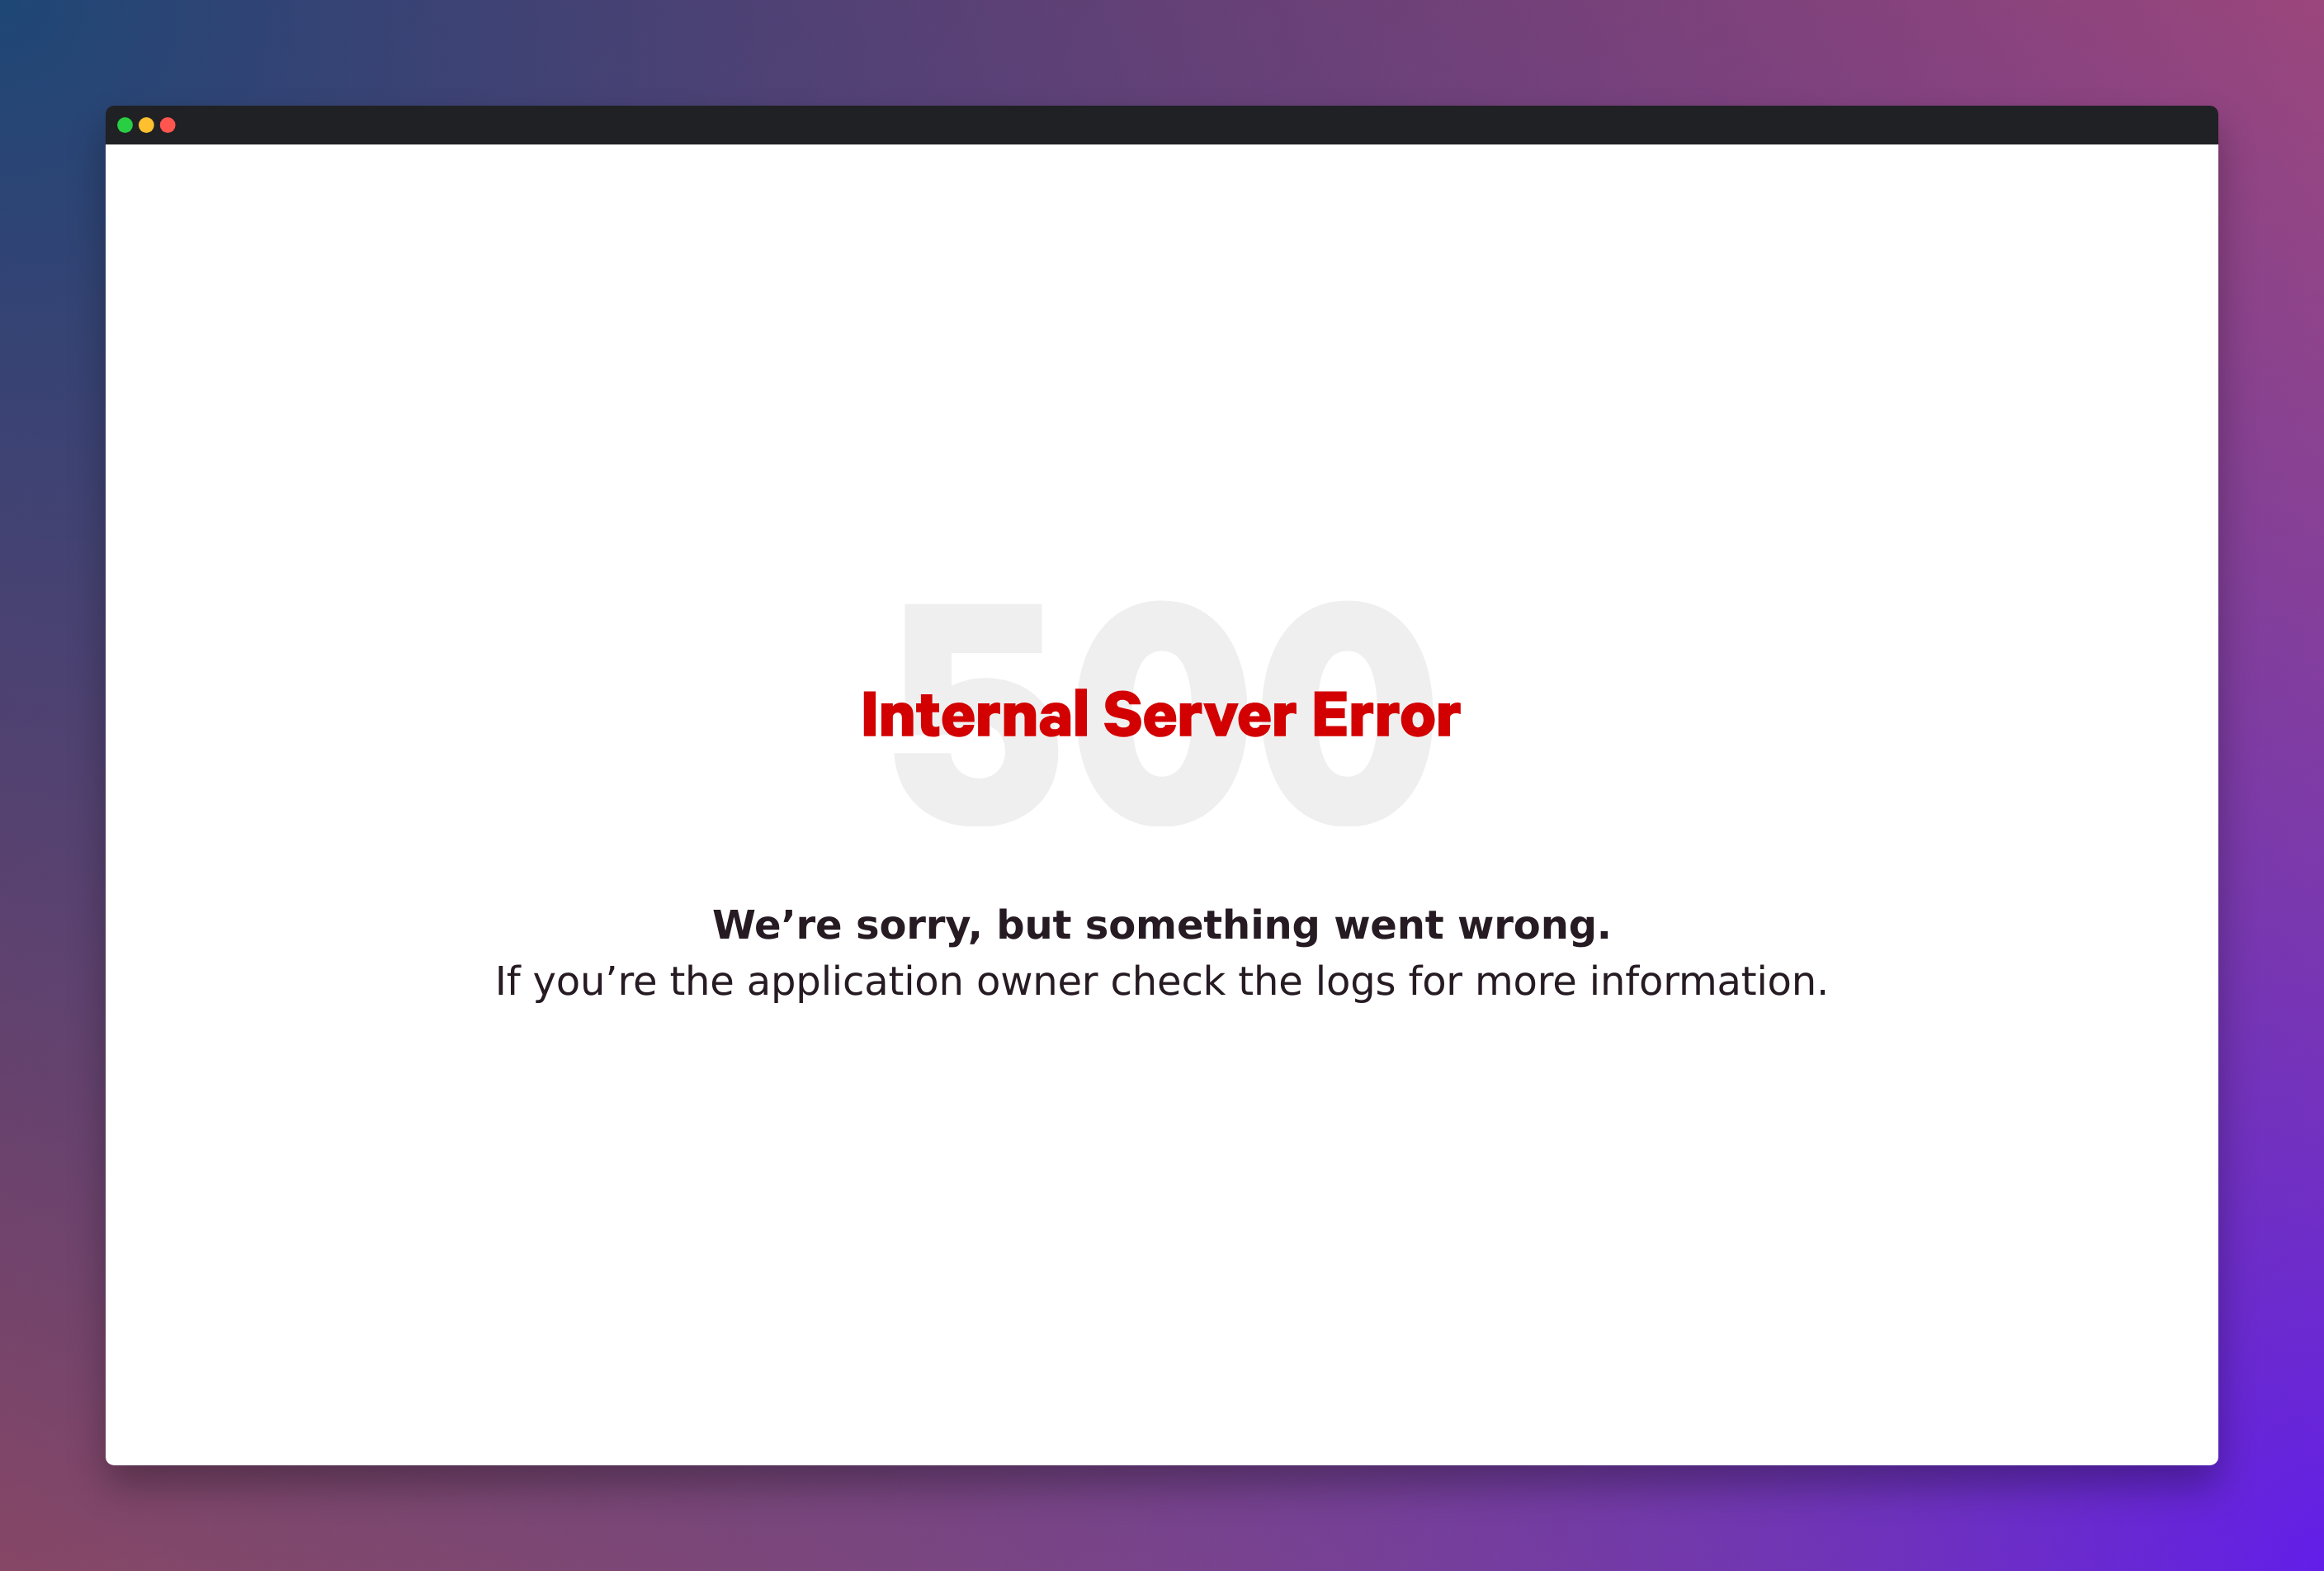 500
Internal Server Error
We’re sorry, but something went wrong.
If you’re the application owner check the logs for more information.